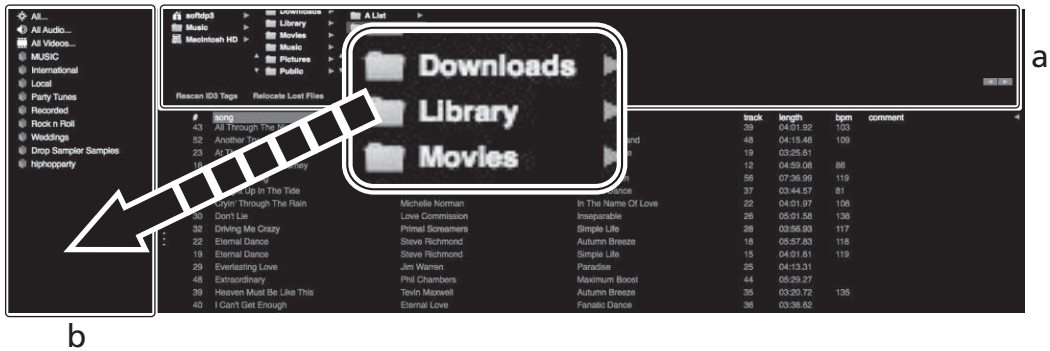 All...
All Audio...
All Videos...
MUSIC
International
Local
Party Tunes
Recorded
Rock n Roll
Weddings
Drop Sampler Samples
hiphopparty
softdp3
Music
Macintosh HD
Downloads
Library
Movies
Music
Pictures
Public
A List
Rescan ID3 Tags Relocate Lost Files
Downloads
Library
Movies
a
# song track length bpm comment
43 All Through The 39 04:01.92 103
52 Another 48 04:15.48 109
23 At 19 03:25.61
12 04:59.08 86
56 07:36.99 119
Up In The Tide Dance 37 03:44.57 81
Cryin' Through The Rain Michelle Norman In The Name Of Love 22 04:01.97 108
30 Don't Lie Love Commission Inseparable 26 05:01.58 138
32 Driving Me Crazy Primal Screamers Simple Life 28 03:56.93 117
22 Eternal Dance Steve Richmond Autumn Breeze 18 05:57.83 118
19 Eternal Dance Steve Richmond Simple Life 15 04:01.61 119
29 Everlasting Love Jim Warren Paradise 25 04:13.31
48 Extraordinary Phil Chambers Maximum Boost 44 05:29.27
39 Heaven Must Be Like This Tevin Maxwell Autumn Breeze 35 03:20.72 135
40 I Can't Get Enough Eternal Love Fanatic Dance 36 03:38.62
b